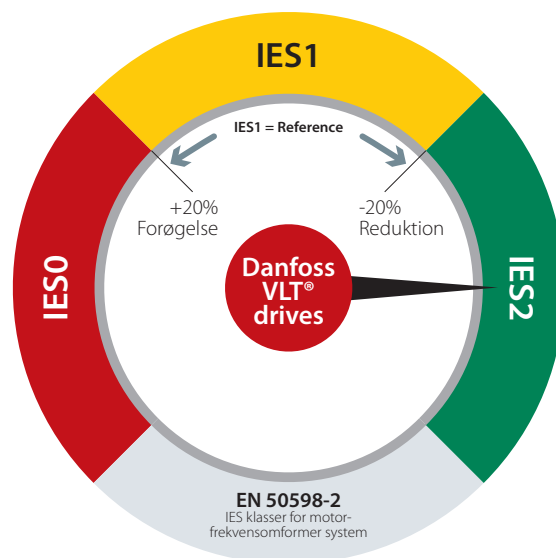 IES1
IES1 = Reference
+20%
Forøgelse
-20%
Reduktion
IES0
Danfoss
VLT®
drives
IES2
EN 50598-2
IES klasser for motor-
frekvensomformer system